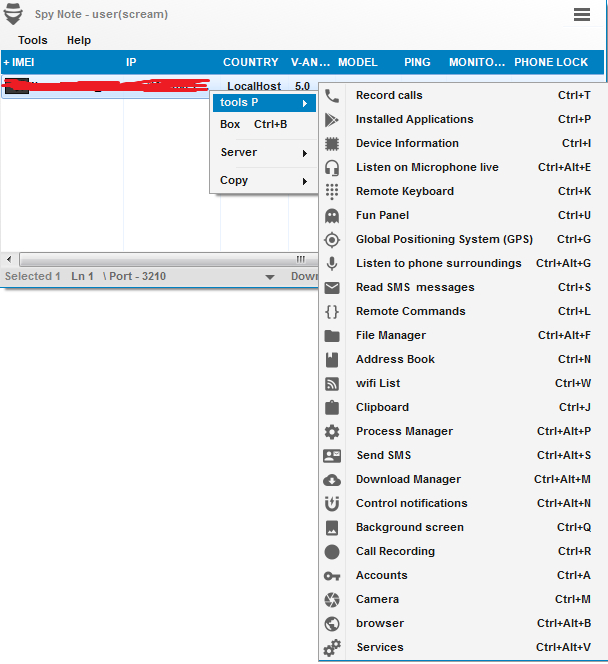 Spy Note - user(scream)
Tools Help
+ IMEI IP COUNTRY V-AN... MODEL PING MONITO... PHONE LOCK
LocalHost 5.0
tools P
Box Ctrl+B
Server
Copy
Record calls Ctrl+T
Installed Applications Ctrl+P
Device Information Ctrl+I
Listen on Microphone live Ctrl+Alt+E
Remote Keyboard Ctrl+K
Fun Panel Ctrl+U
Global Positioning System (GPS) Ctrl+G
Listen to phone surroundings Ctrl+Alt+G
Read SMS messages Ctrl+S
Remote Commands Ctrl+L
File Manager Ctrl+Alt+F
Address Book Ctrl+N
wifi List Ctrl+W
Clipboard Ctrl+J
Process Manager Ctrl+Alt+P
Send SMS Ctrl+Alt+S
Download Manager Ctrl+Alt+M
Control notifications Ctrl+Alt+N
Background screen Ctrl+Q
Call Recording Ctrl+R
Accounts Ctrl+A
Camera Ctrl+M
browser Ctrl+Alt+B
Services Ctrl+Alt+V
Selected 1 Ln 1 \ Port - 3210 Down